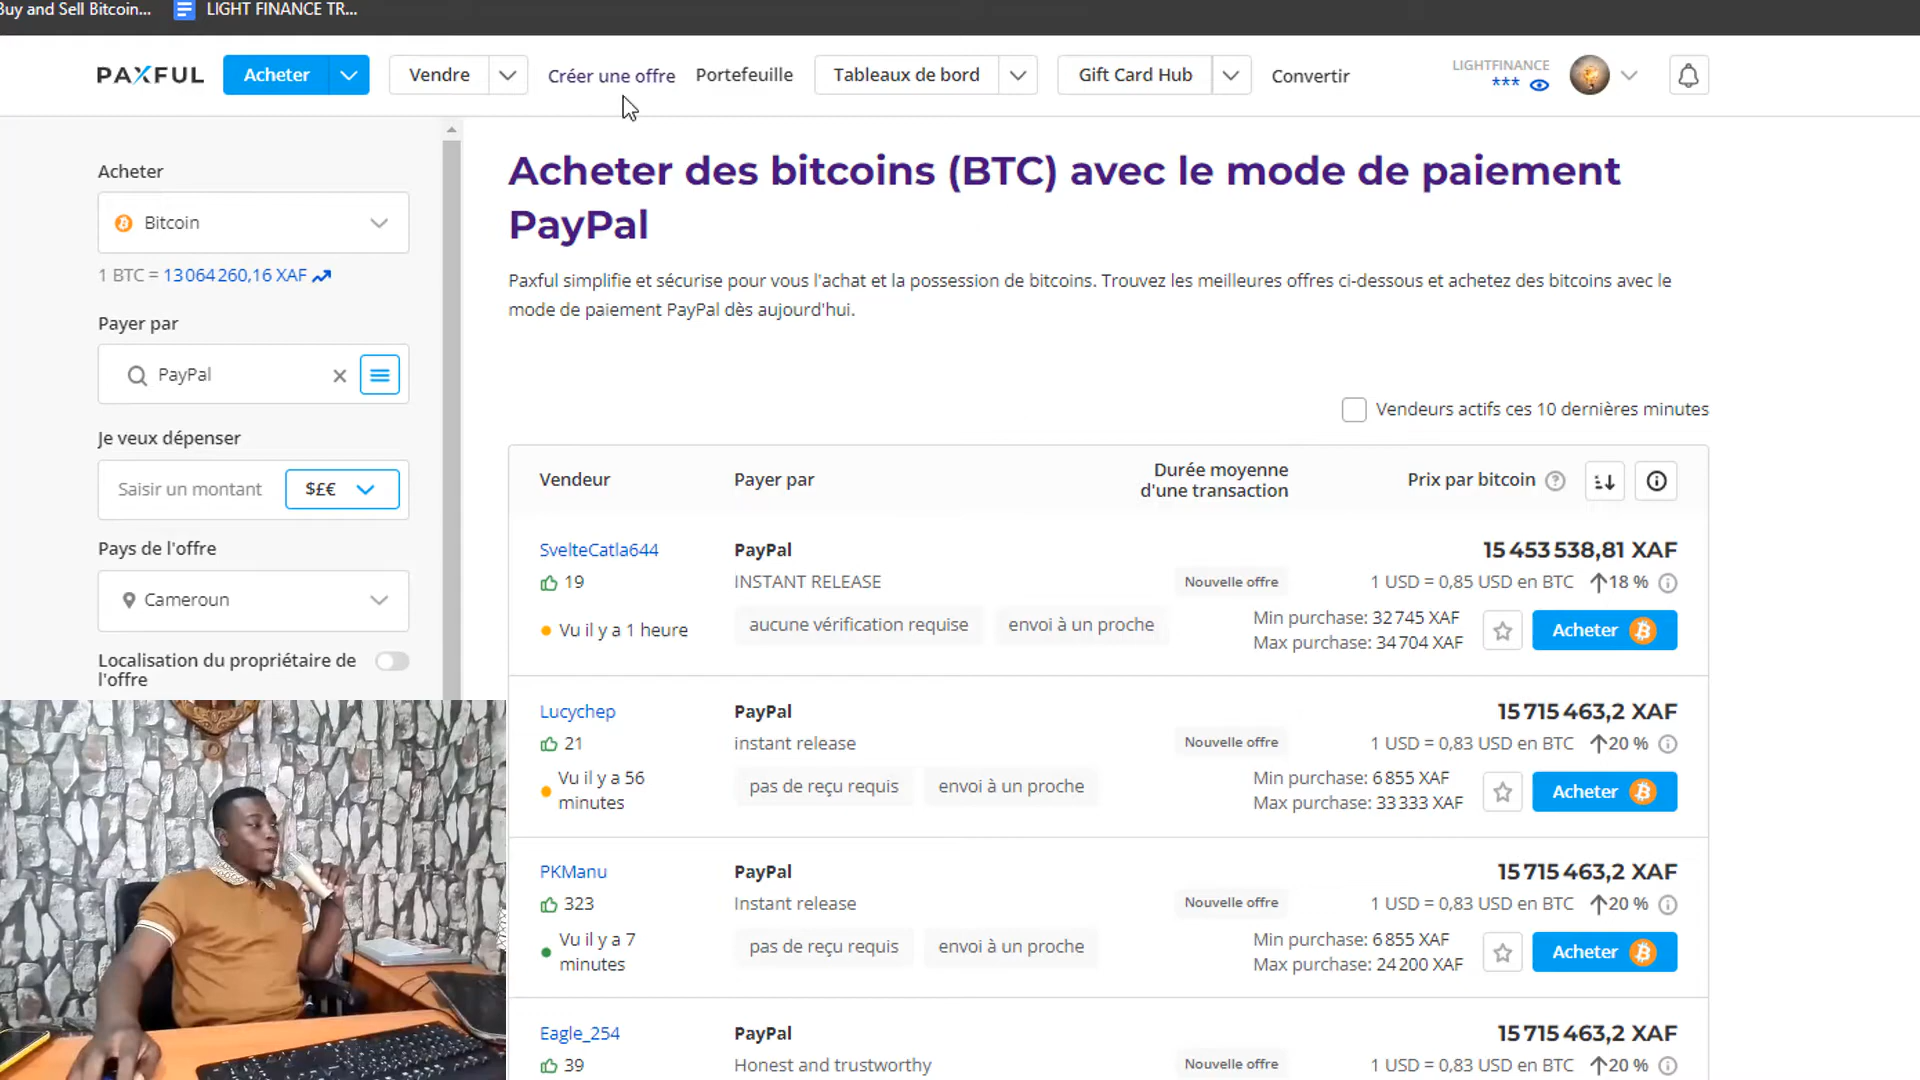 Buy and Sell Bitcoin... LIGHT FINANCE TR...
PAXFUL Acheter Vendre Créer une offre Portefeuille Tableaux de bord Gift Card Hub Convertir LIGHTFINANCE
***
Acheter
Bitcoin
1 BTC = 13 064 260,16 XAF
Payer par
PayPal
Je veux dépenser
Saisir un montant $£€
Pays de l'offre
Cameroun
Localisation du propriétaire de
l'offre
Acheter des bitcoins (BTC) avec le mode de paiement
PayPal
Paxful simplifie et sécurise pour vous l'achat et la possession de bitcoins. Trouvez les meilleures offres ci-dessous et achetez des bitcoins avec le
mode de paiement PayPal dès aujourd'hui.
Vendeurs actifs ces 10 dernières minutes
Vendeur Payer par Durée moyenne
d'une transaction Prix par bitcoin
SvelteCatla644 PayPal 15 453 538,81 XAF
19 INSTANT RELEASE Nouvelle offre 1 USD = 0,85 USD en BTC 18 %
Vu il y a 1 heure aucune vérification requise envoi à un proche Min purchase: 32 745 XAF
Max purchase: 34 704 XAF Acheter
Lucychep PayPal 15 715 463,2 XAF
21 instant release Nouvelle offre 1 USD = 0,83 USD en BTC 20 %
Vu il y a 56
minutes pas de reçu requis envoi à un proche Min purchase: 6 855 XAF
Max purchase: 33 333 XAF Acheter
PKManu PayPal 15 715 463,2 XAF
323 Instant release Nouvelle offre 1 USD = 0,83 USD en BTC 20 %
Vu il y a 7
minutes pas de reçu requis envoi à un proche Min purchase: 6 855 XAF
Max purchase: 24 200 XAF Acheter
Eagle_254 PayPal 15 715 463,2 XAF
39 Honest and trustworthy Nouvelle offre 1 USD = 0,83 USD en BTC 20 %